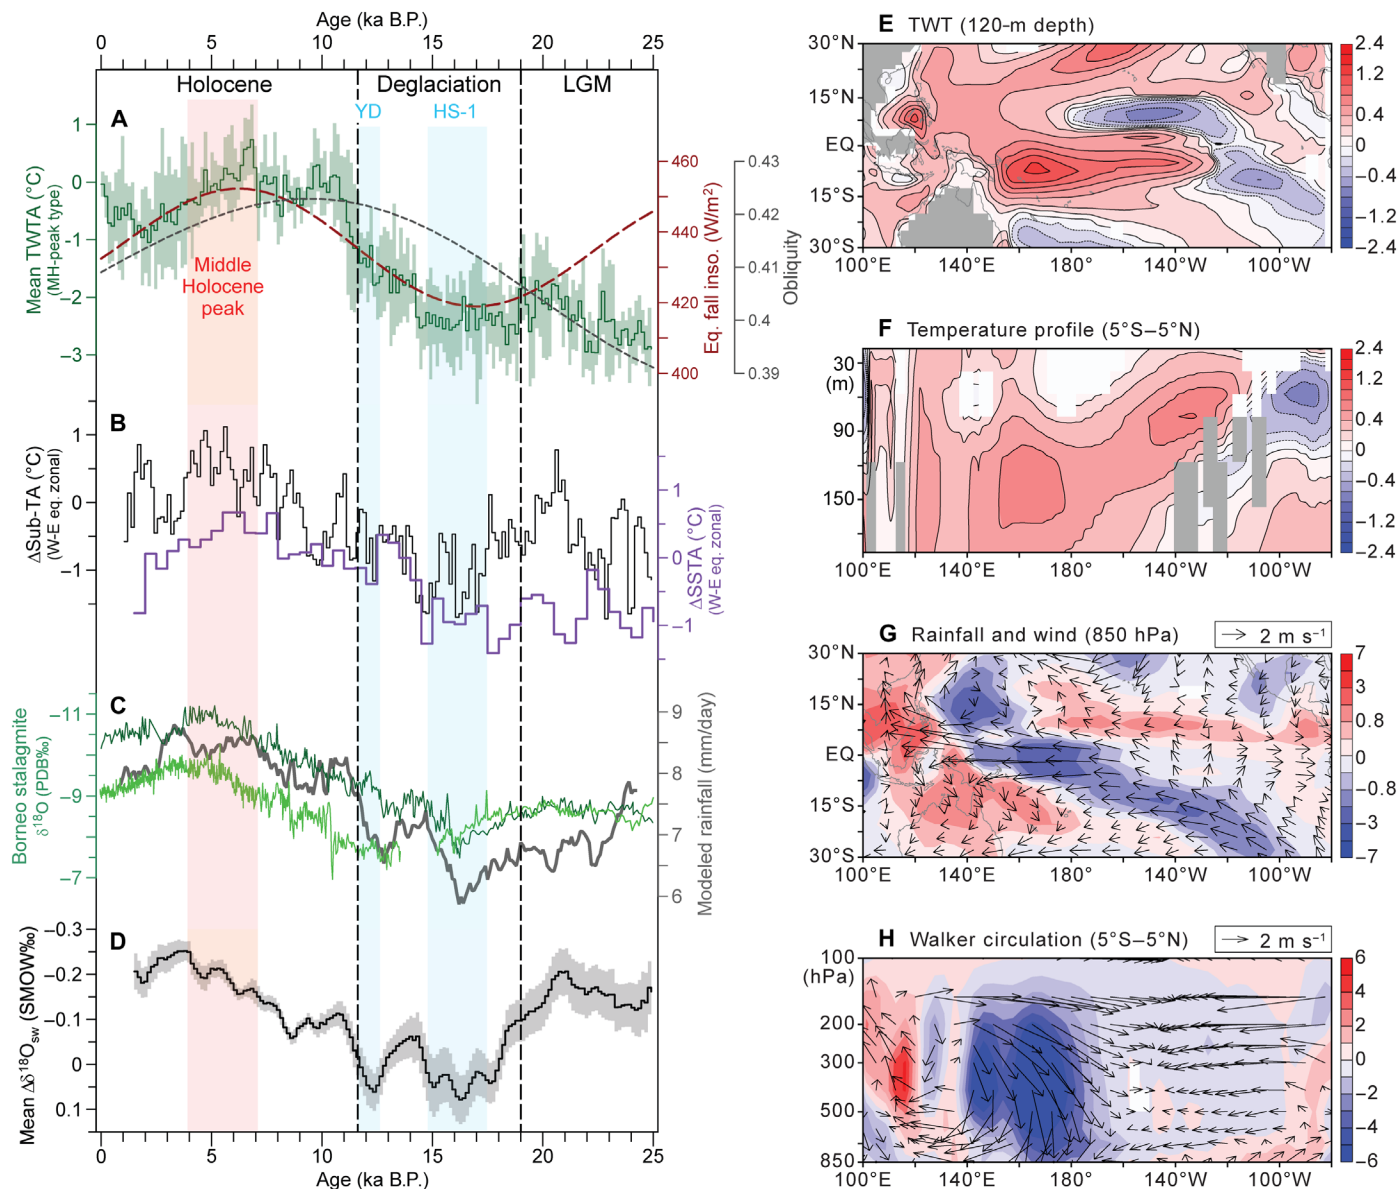 Age (ka B.P.)
0 5 10 15 20 25
Holocene Deglaciation LGM
YD HS-1
A
1
0
−1
−2
−3
Mean TWTA (°C)
(MH-peak type)
Middle
Holocene
peak
460
440
420
400
Eq. fall inso. (W/m²)
0.43
0.42
0.41
0.4
0.39
Obiquity
B
1
0
−1
ΔSub-TA (°C)
(W-E eq. zonal)
1
0
−1
ΔSSTA (°C)
(W-E eq. zonal)
C
−11
−9
−7
Borneo stalagmite
δ¹⁸O (PDB‰)
9
8
7
6
Modeled rainfall (mm/day)
D
−0.3
−0.2
−0.1
0
0.1
Mean Δδ¹⁸Osw (SMOW‰)
0 5 10 15 20 25
Age (ka B.P.)
E TWT (120-m depth)
30°N
15°N
EQ
15°S
30°S
100°E 140°E 180° 140°W 100°W
2.4
1.2
0.4
0
−0.4
−1.2
−2.4
F Temperature profile (5°S–5°N)
30
(m)
90
150
100°E 140°E 180° 140°W 100°W
2.4
1.2
0.4
0
−0.4
−1.2
−2.4
G Rainfall and wind (850 hPa)
2 m s⁻¹
30°N
15°N
EQ
15°S
30°S
100°E 140°E 180° 140°W 100°W
7
3
0.8
0
−0.8
−3
−7
H Walker circulation (5°S–5°N)
2 m s⁻¹
100
(hPa)
200
300
500
850
100°E 140°E 180° 140°W 100°W
6
4
2
0
−2
−4
−6